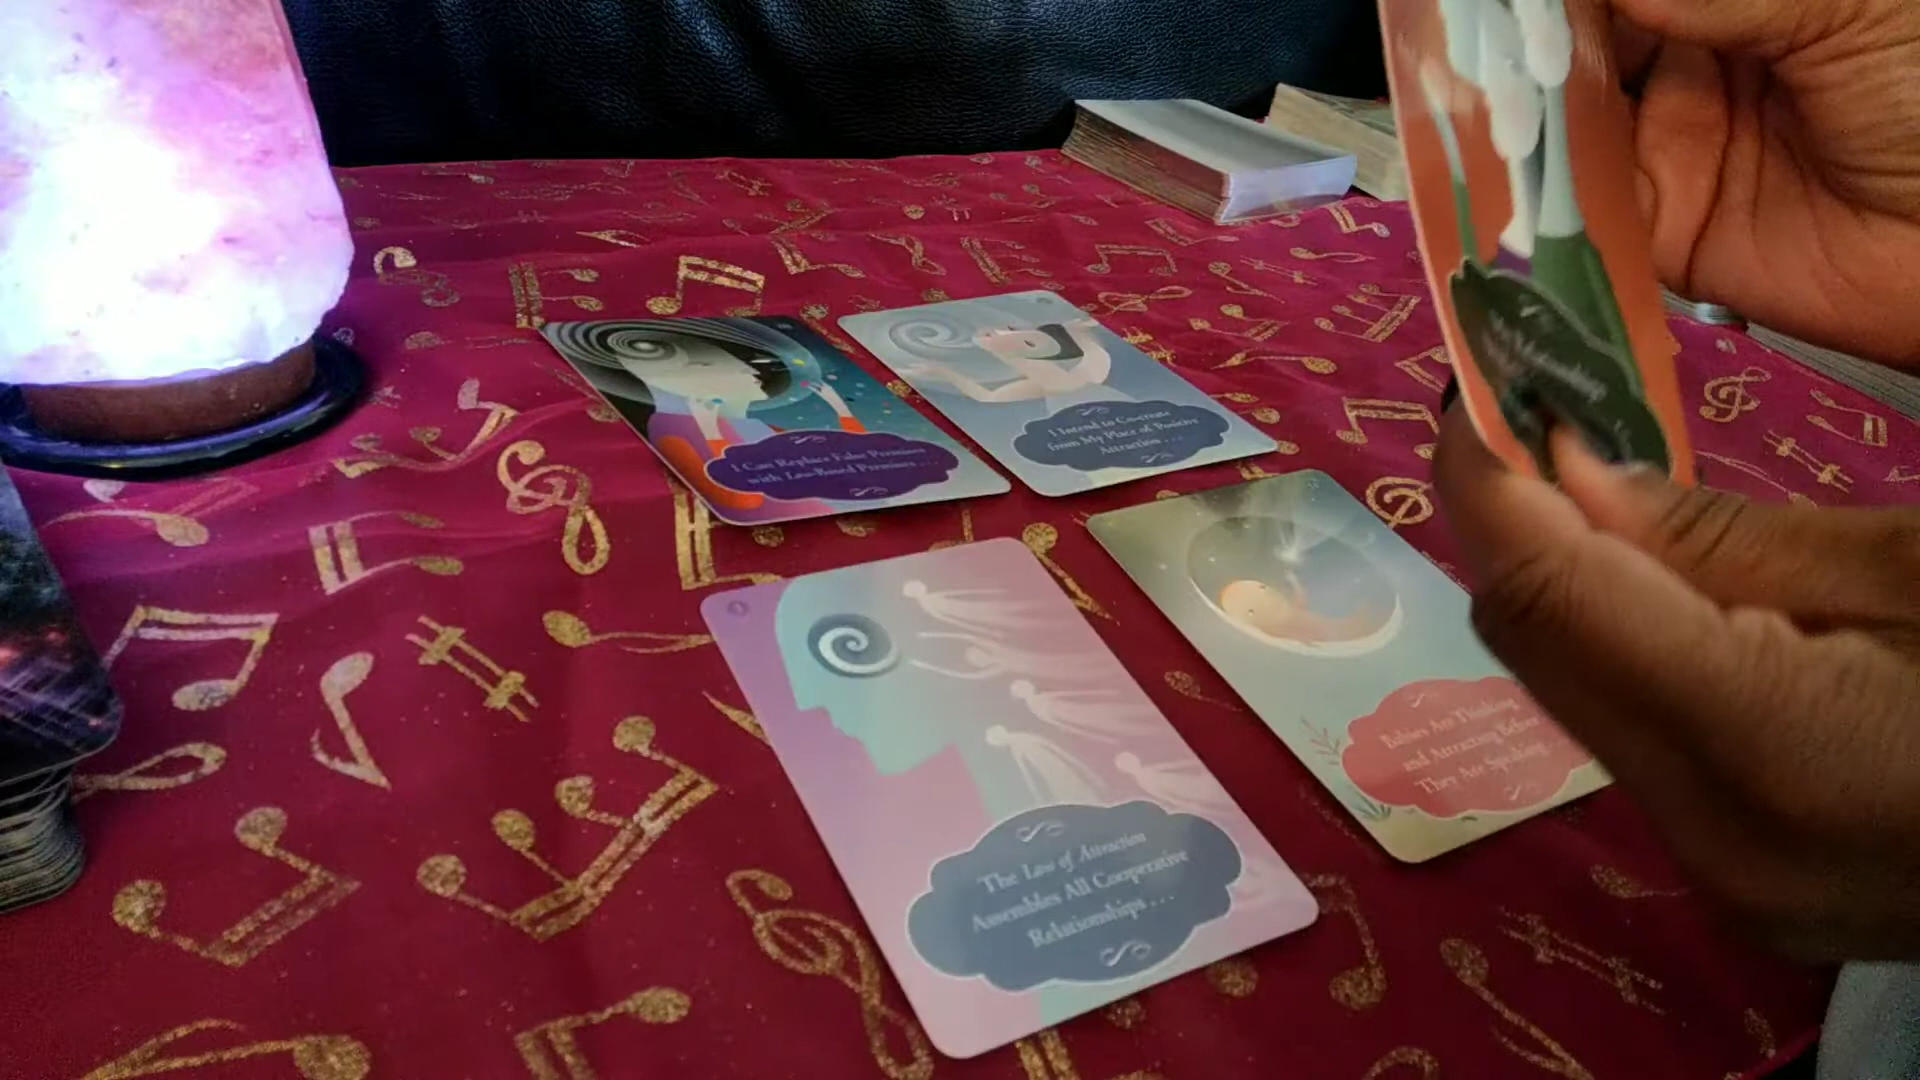 I Can Replace False Premises
with Law-Based Premises . . .
I Intend to Co-create
from My Place of Positive
Attraction . . .
The Law of Attraction
Assembles All Cooperative
Relationships . . .
Babies Are Thinking
and Attracting Before
They Are Speaking